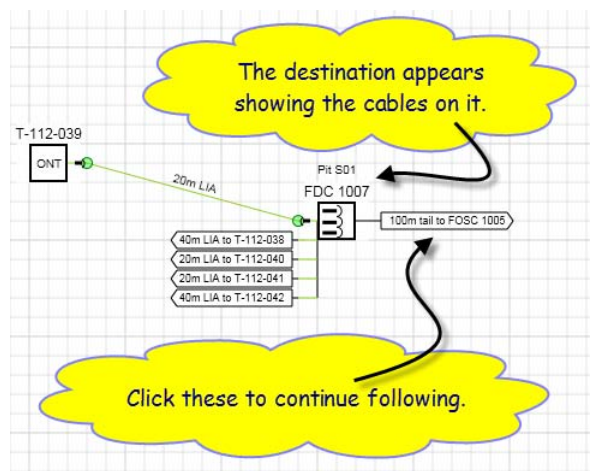 The destination appears
showing the cables on it.
T-112-039
ONT
20m LIA
Pit S01
FDC 1007
100m tail to FOSC 1005
40m LIA to T-112-038
20m LIA to T-112-040
20m LIA to T-112-041
40m LIA to T-112-042
Click these to continue following.